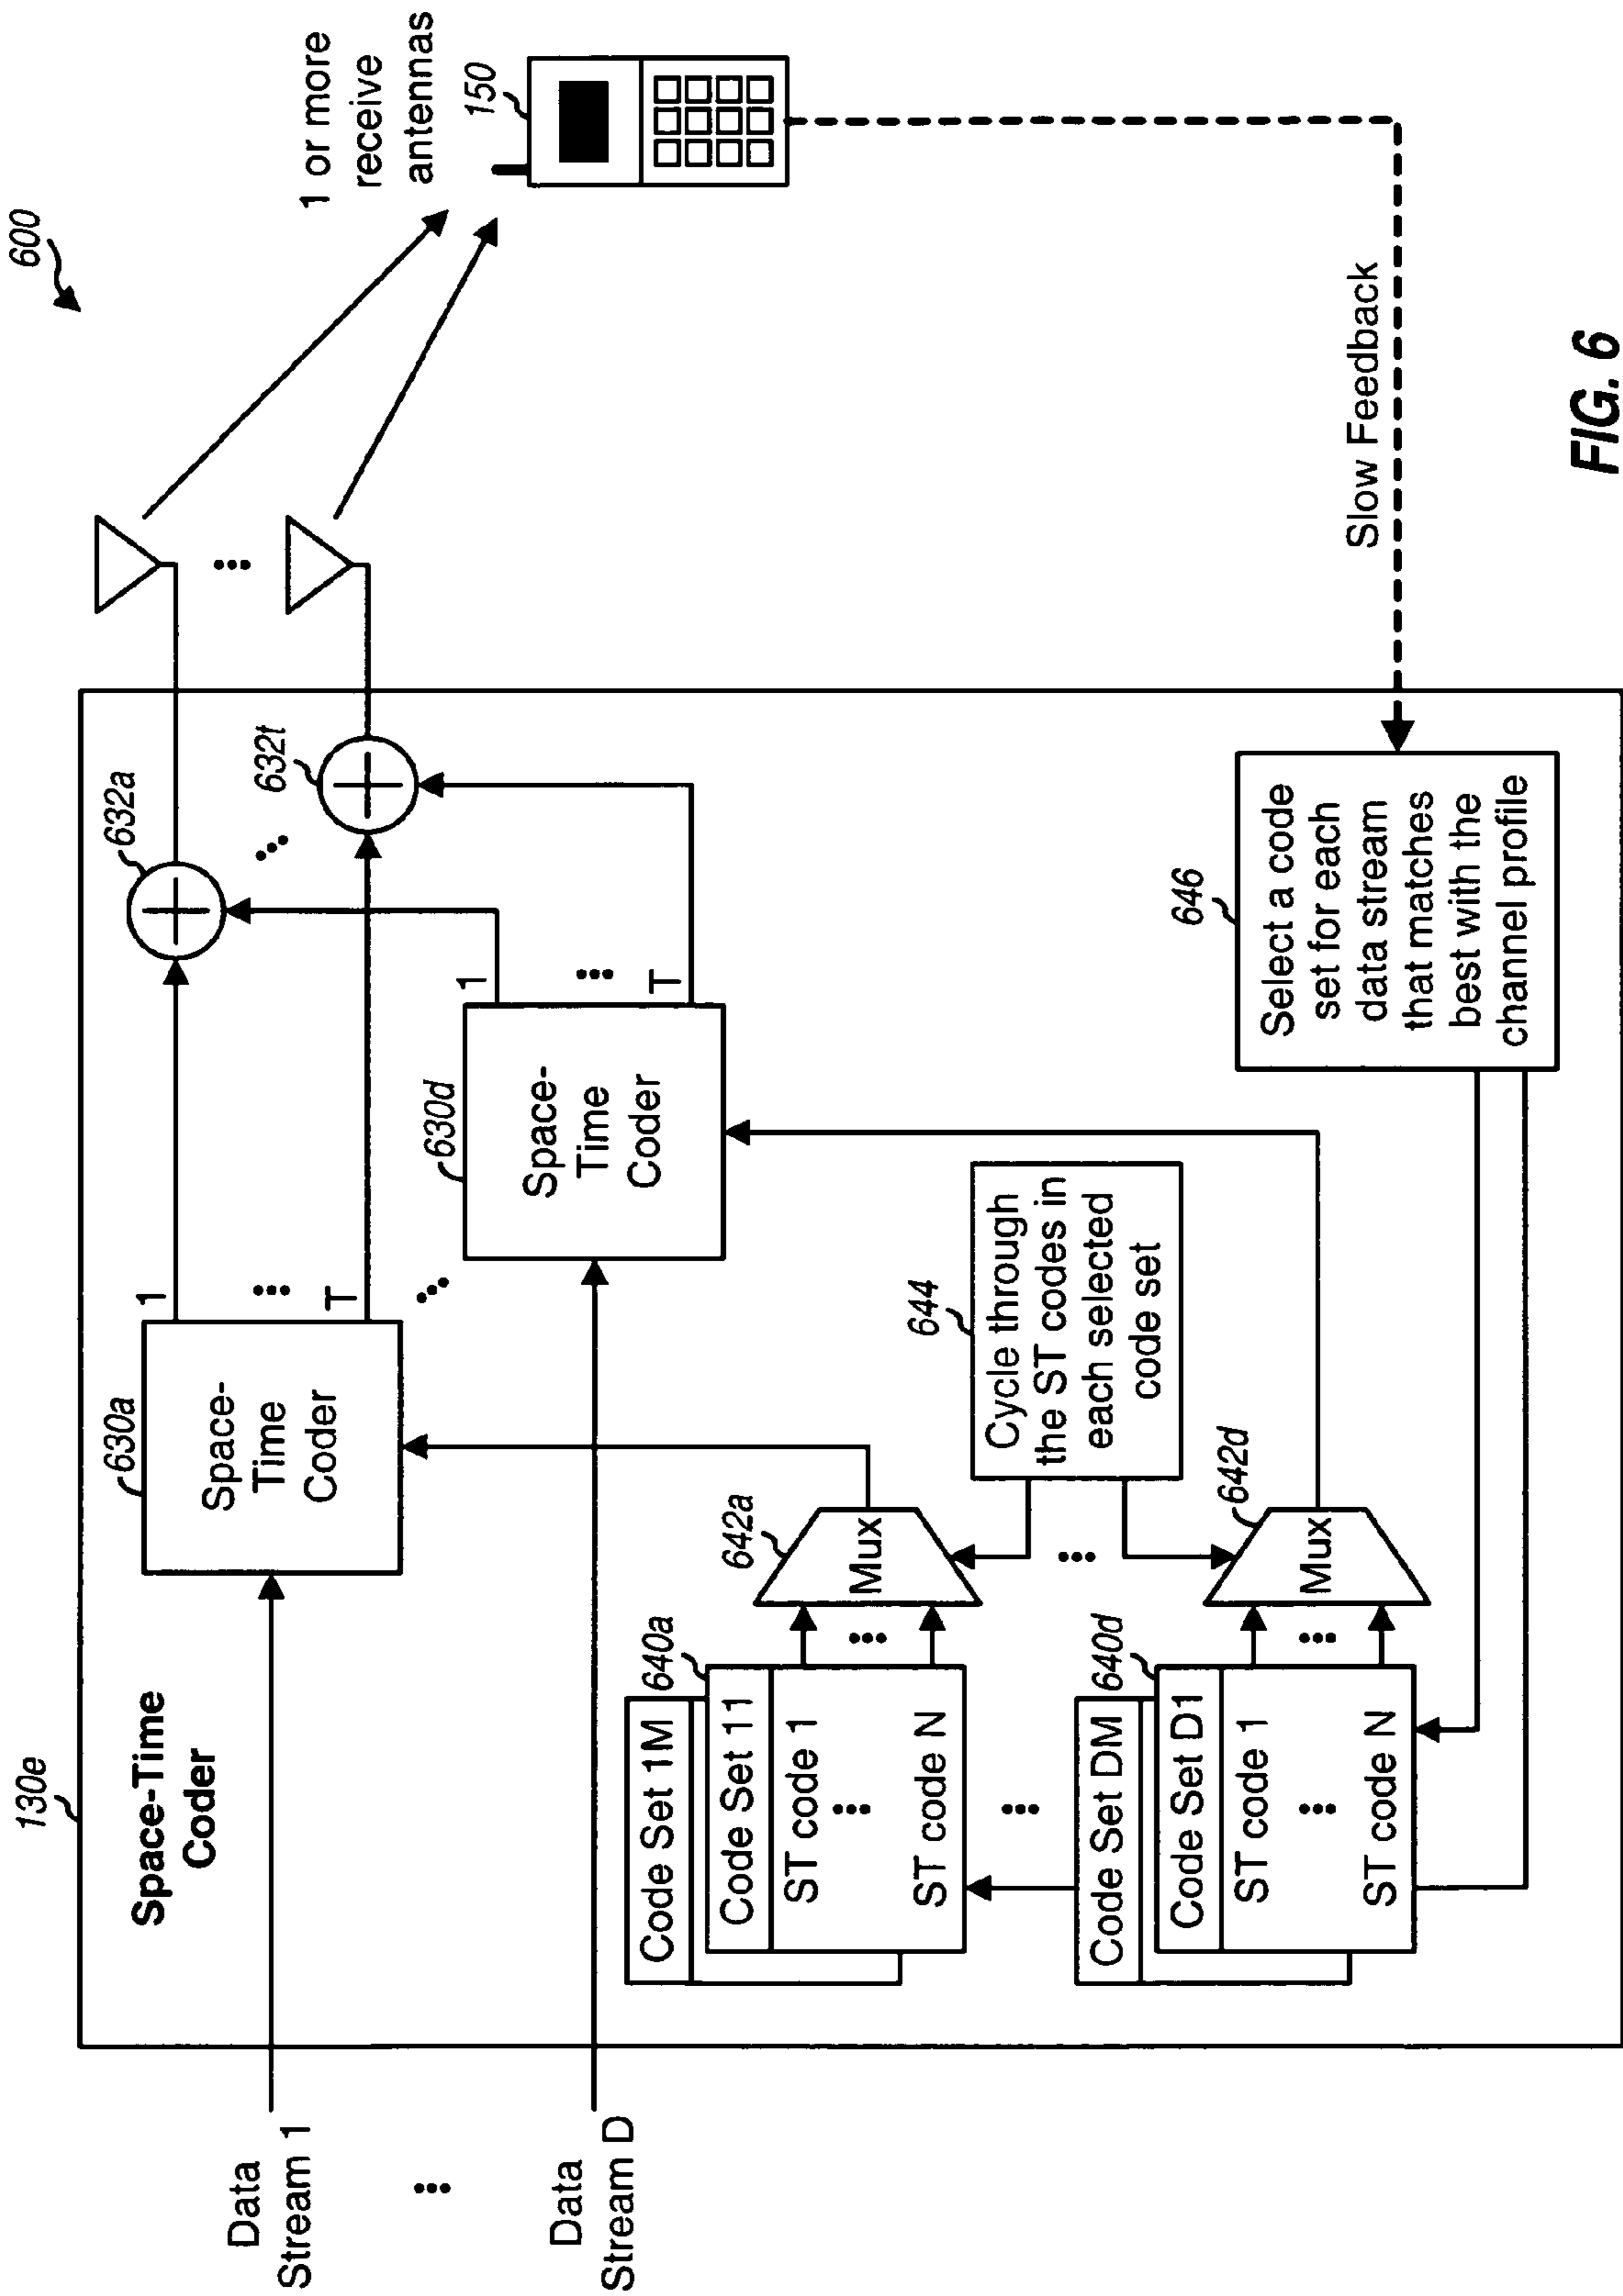 600
130e
Space-Time
Coder
Data
Stream 1
Data
Stream D
630a
Space-
Time
Coder
1
T
630d
Space-
Time
Coder
1
T
632a
632t
1 or more
receive
antennas
150
Code Set 1M
640a
Code Set 11
ST code 1
ST code N
642a
Mux
644
Cycle through
the ST codes in
each selected
code set
Code Set DM
640d
Code Set D1
ST code 1
ST code N
642d
Mux
646
Select a code
set for each
data stream
that matches
best with the
channel profile
Slow Feedback
FIG. 6